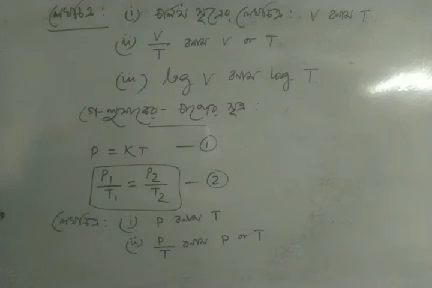 লেখচিত্র : (i) চার্লস সূত্রের লেখচিত্র : V বনাম T.
(ii) V/T বনাম V or T
(iii) log V বনাম log T
গে-লুসাকের চাপের সূত্র :
P = KT — ①
P₁/T₁ = P₂/T₂ — ②
লেখচিত্র : (i) P বনাম T
(ii) P/T বনাম P or T